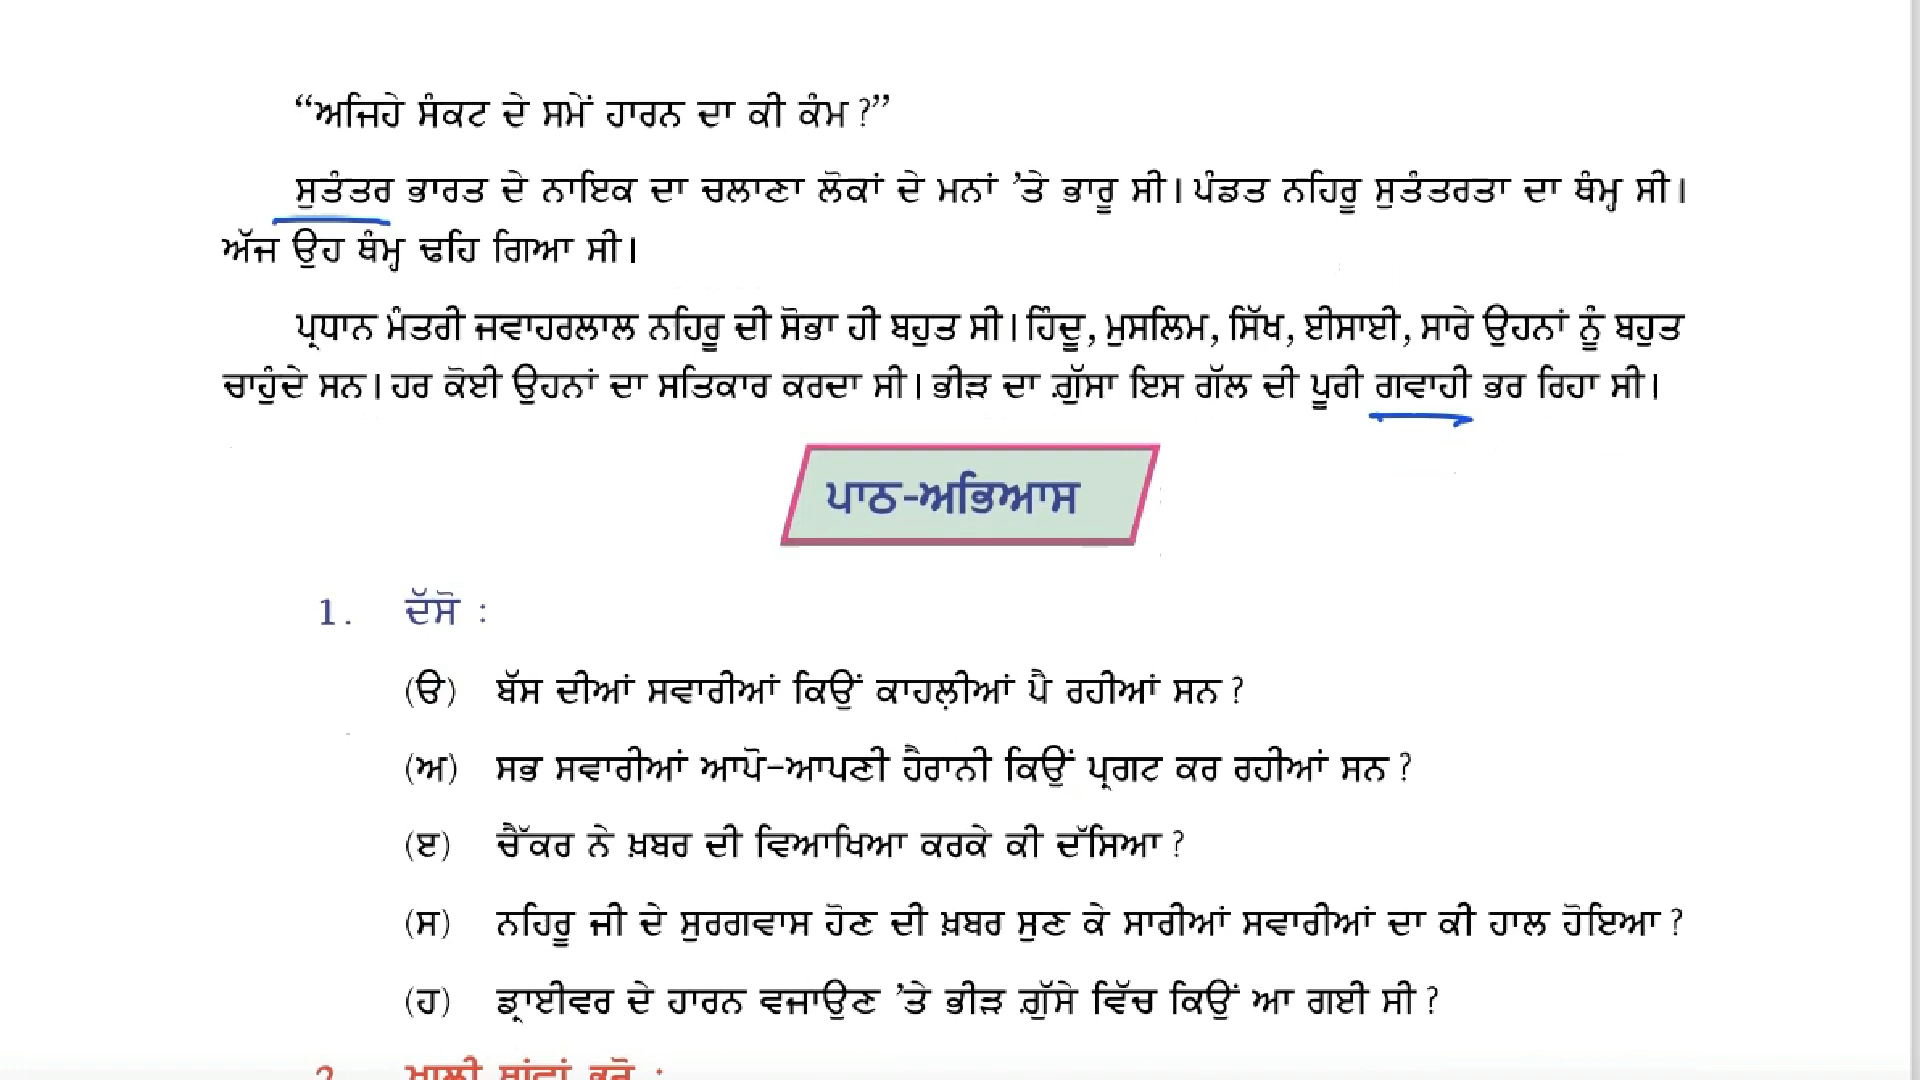 “ਅਜਿਹੇ ਸੰਕਟ ਦੇ ਸਮੇਂ ਹਾਰਨ ਦਾ ਕੀ ਕੰਮ ?”
ਸੁਤੰਤਰ ਭਾਰਤ ਦੇ ਨਾਇਕ ਦਾ ਚਲਾਣਾ ਲੋਕਾਂ ਦੇ ਮਨਾਂ ’ਤੇ ਭਾਰੂ ਸੀ। ਪੰਡਤ ਨਹਿਰੂ ਸੁਤੰਤਰਤਾ ਦਾ ਥੰਮ੍ਹ ਸੀ।
ਅੱਜ ਉਹ ਥੰਮ੍ਹ ਢਹਿ ਗਿਆ ਸੀ।
ਪ੍ਰਧਾਨ ਮੰਤਰੀ ਜਵਾਹਰਲਾਲ ਨਹਿਰੂ ਦੀ ਸੋਭਾ ਹੀ ਬਹੁਤ ਸੀ। ਹਿੰਦੂ, ਮੁਸਲਿਮ, ਸਿੱਖ, ਈਸਾਈ, ਸਾਰੇ ਉਹਨਾਂ ਨੂੰ ਬਹੁਤ
ਚਾਹੁੰਦੇ ਸਨ। ਹਰ ਕੋਈ ਉਹਨਾਂ ਦਾ ਸਤਿਕਾਰ ਕਰਦਾ ਸੀ। ਭੀੜ ਦਾ ਗ਼ੁੱਸਾ ਇਸ ਗੱਲ ਦੀ ਪੂਰੀ ਗਵਾਹੀ ਭਰ ਰਿਹਾ ਸੀ।
ਪਾਠ-ਅਭਿਆਸ
1. ਦੱਸੋ :
(ੳ) ਬੱਸ ਦੀਆਂ ਸਵਾਰੀਆਂ ਕਿਉਂ ਕਾਹਲ਼ੀਆਂ ਪੈ ਰਹੀਆਂ ਸਨ ?
(ਅ) ਸਭ ਸਵਾਰੀਆਂ ਆਪੋ-ਆਪਣੀ ਹੈਰਾਨੀ ਕਿਉਂ ਪ੍ਰਗਟ ਕਰ ਰਹੀਆਂ ਸਨ ?
(ੲ) ਚੈੱਕਰ ਨੇ ਖ਼ਬਰ ਦੀ ਵਿਆਖਿਆ ਕਰਕੇ ਕੀ ਦੱਸਿਆ ?
(ਸ) ਨਹਿਰੂ ਜੀ ਦੇ ਸੁਰਗਵਾਸ ਹੋਣ ਦੀ ਖ਼ਬਰ ਸੁਣ ਕੇ ਸਾਰੀਆਂ ਸਵਾਰੀਆਂ ਦਾ ਕੀ ਹਾਲ ਹੋਇਆ ?
(ਹ) ਡ੍ਰਾਈਵਰ ਦੇ ਹਾਰਨ ਵਜਾਉਣ ’ਤੇ ਭੀੜ ਗ਼ੁੱਸੇ ਵਿੱਚ ਕਿਉਂ ਆ ਗਈ ਸੀ ?
2. ਖ਼ਾਲੀ ਥਾਂਵਾਂ ਭਰੋ :